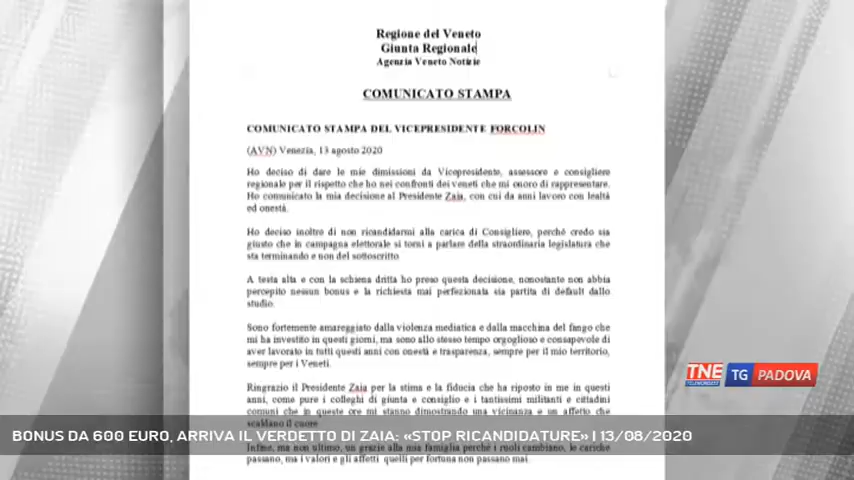 Regione del Veneto
Giunta Regionale
Agenzia Veneto Notizie
COMUNICATO STAMPA
COMUNICATO STAMPA DEL VICEPRESIDENTE FORCOLIN
(AVN) Venezia, 13 agosto 2020
Ho deciso di dare le mie dimissioni da Vicepresidente, assessore e consigliere
regionale per il rispetto che ho nei confronti dei veneti che mi onoro di rappresentare.
Ho comunicato la mia decisione al Presidente Zaia, con cui da anni lavoro con lealtà
ed onestà.
Ho deciso inoltre di non ricandidarmi alla carica di Consigliere, perché credo sia
giusto che in campagna elettorale si torni a parlare della straordinaria legislatura che
sta terminando e non del sottoscritto
A testa alta e con la schiena dritta ho preso questa decisione, nonostante non abbia
percepito nessun bonus e la richiesta mai perfezionata sia partita di default dallo
studio.
Sono fortemente amareggiato dalla violenza mediatica e dalla macchina del fango che
mi ha investito in questi giorni, ma sono allo stesso tempo orgoglioso e consapevole di
aver lavorato in tutti questi anni con onestà e trasparenza, sempre per il mio territorio,
sempre per i Veneti.
Ringrazio il Presidente Zaia per la stima e la fiducia che ha riposto in me in questi
anni, come pure i colleghi di giunta e consiglio e i tantissimi militanti e cittadini
comuni che in queste ore mi stanno dimostrando una vicinanza e un affetto che
scaldano il cuore
Infine, ma non ultimo, un grazie alla mia famiglia perché i ruoli cambiano, le cariche
passano, ma i valori e gli affetti quelli per fortuna non passano mai
TNE
TELENORDEST
TG PADOVA
BONUS DA 600 EURO, ARRIVA IL VERDETTO DI ZAIA: «STOP RICANDIDATURE» | 13/08/2020